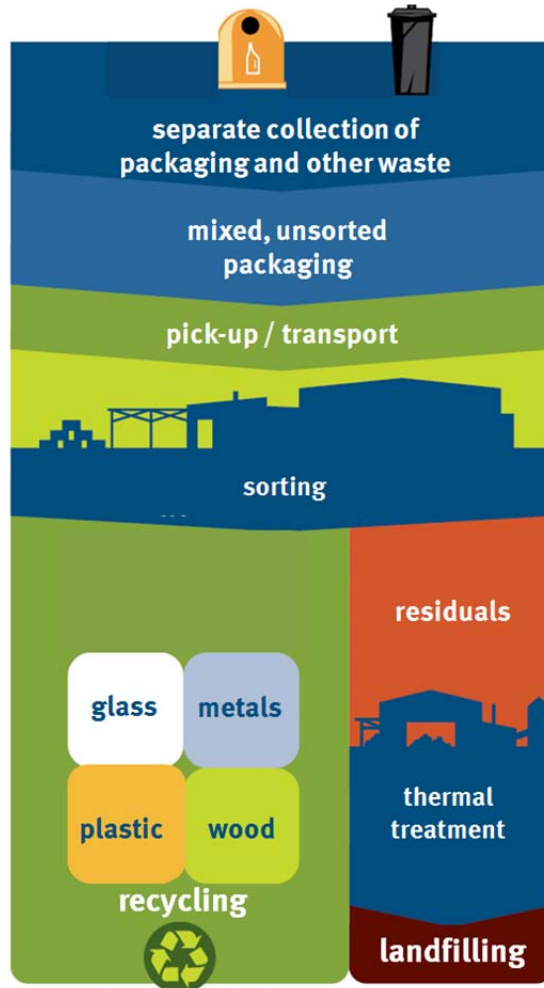 separate collection of
packaging and other waste
mixed, unsorted
packaging
pick-up / transport
sorting
residuals
glass
metals
plastic
wood
recycling
thermal
treatment
landfilling